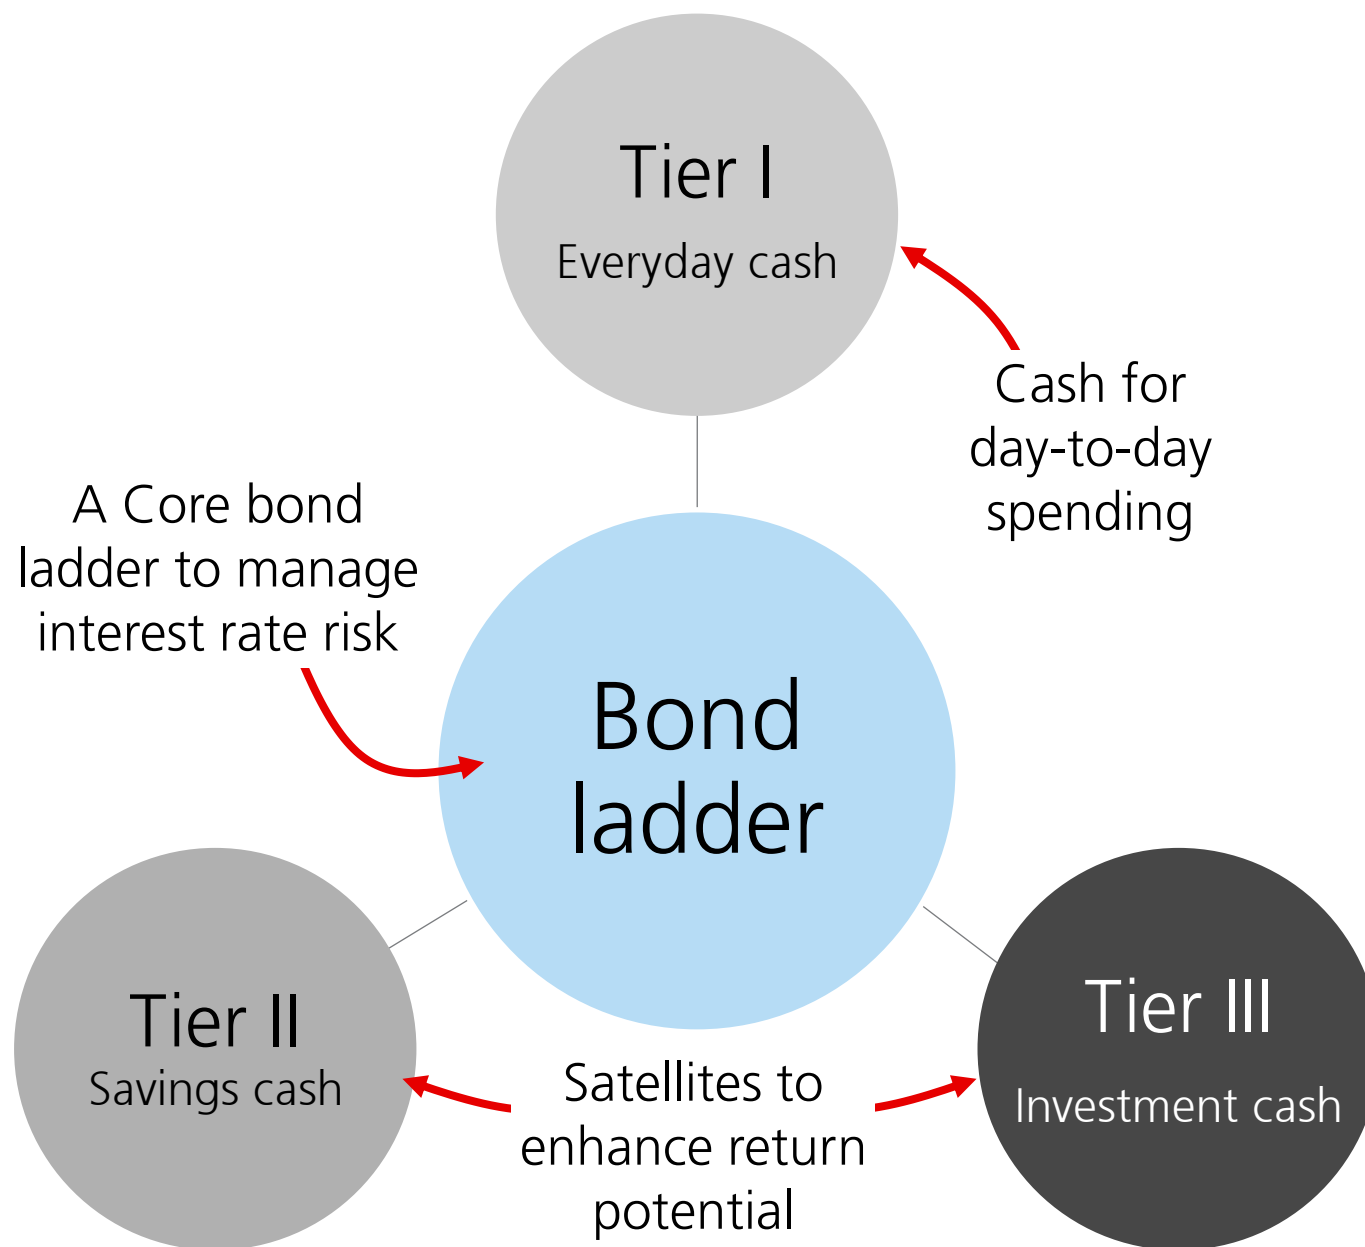 Tier I
Everyday cash
Cash for
day-to-day
spending
A Core bond
ladder to manage
interest rate risk
Bond
ladder
Tier II
Savings cash
Tier III
Investment cash
Satellites to
enhance return
potential